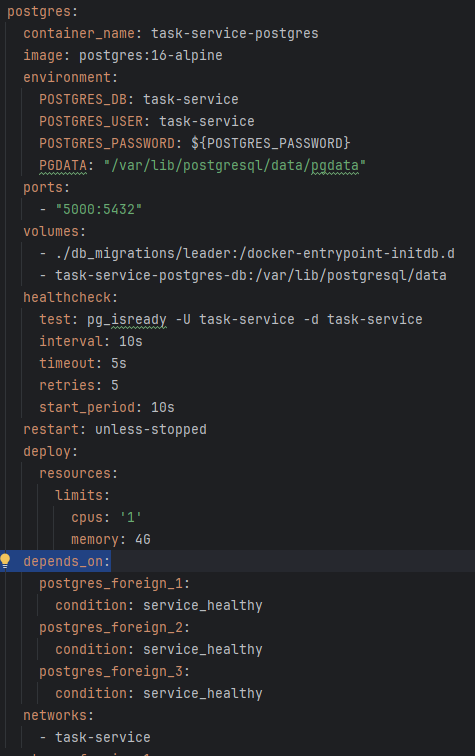 postgres:
  container_name: task-service-postgres
  image: postgres:16-alpine
  environment:
    POSTGRES_DB: task-service
    POSTGRES_USER: task-service
    POSTGRES_PASSWORD: ${POSTGRES_PASSWORD}
    PGDATA: "/var/lib/postgresql/data/pgdata"
  ports:
    - "5000:5432"
  volumes:
    - ./db_migrations/leader:/docker-entrypoint-initdb.d
    - task-service-postgres-db:/var/lib/postgresql/data
  healthcheck:
    test: pg_isready -U task-service -d task-service
    interval: 10s
    timeout: 5s
    retries: 5
    start_period: 10s
  restart: unless-stopped
  deploy:
    resources:
      limits:
        cpus: '1'
        memory: 4G
  depends_on:
    postgres_foreign_1:
      condition: service_healthy
    postgres_foreign_2:
      condition: service_healthy
    postgres_foreign_3:
      condition: service_healthy
  networks:
    - task-service